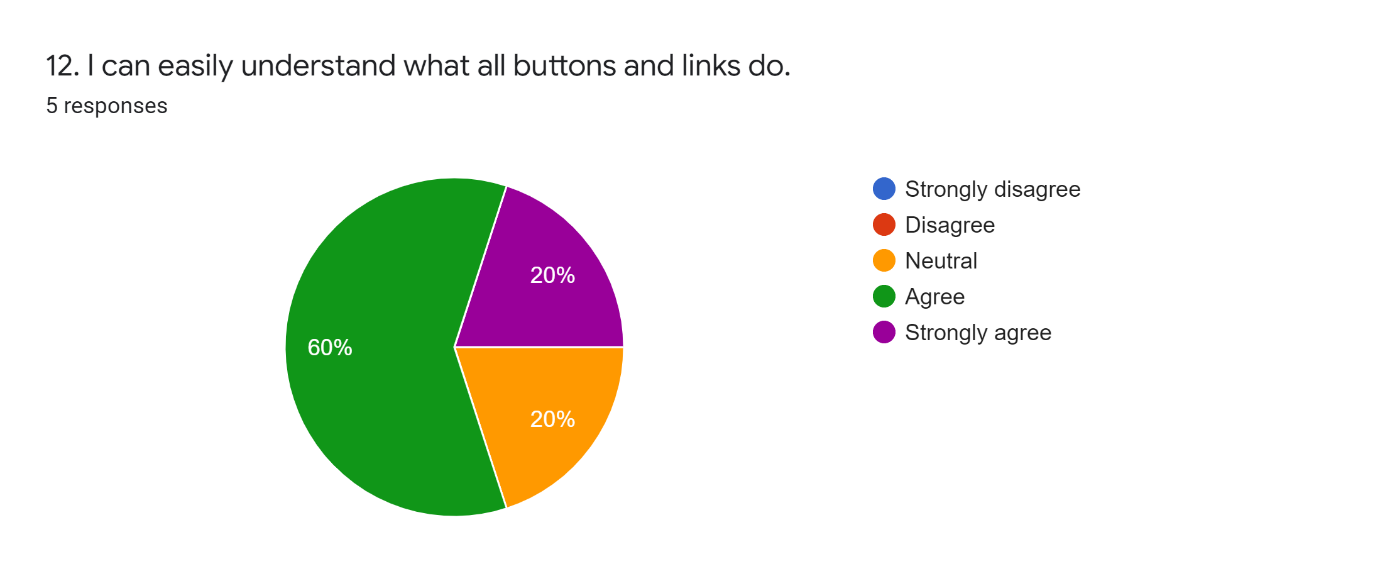 12. I can easily understand what all buttons and links do.
5 responses
Strongly disagree
Disagree
Neutral
Agree
Strongly agree
20%
60%
20%